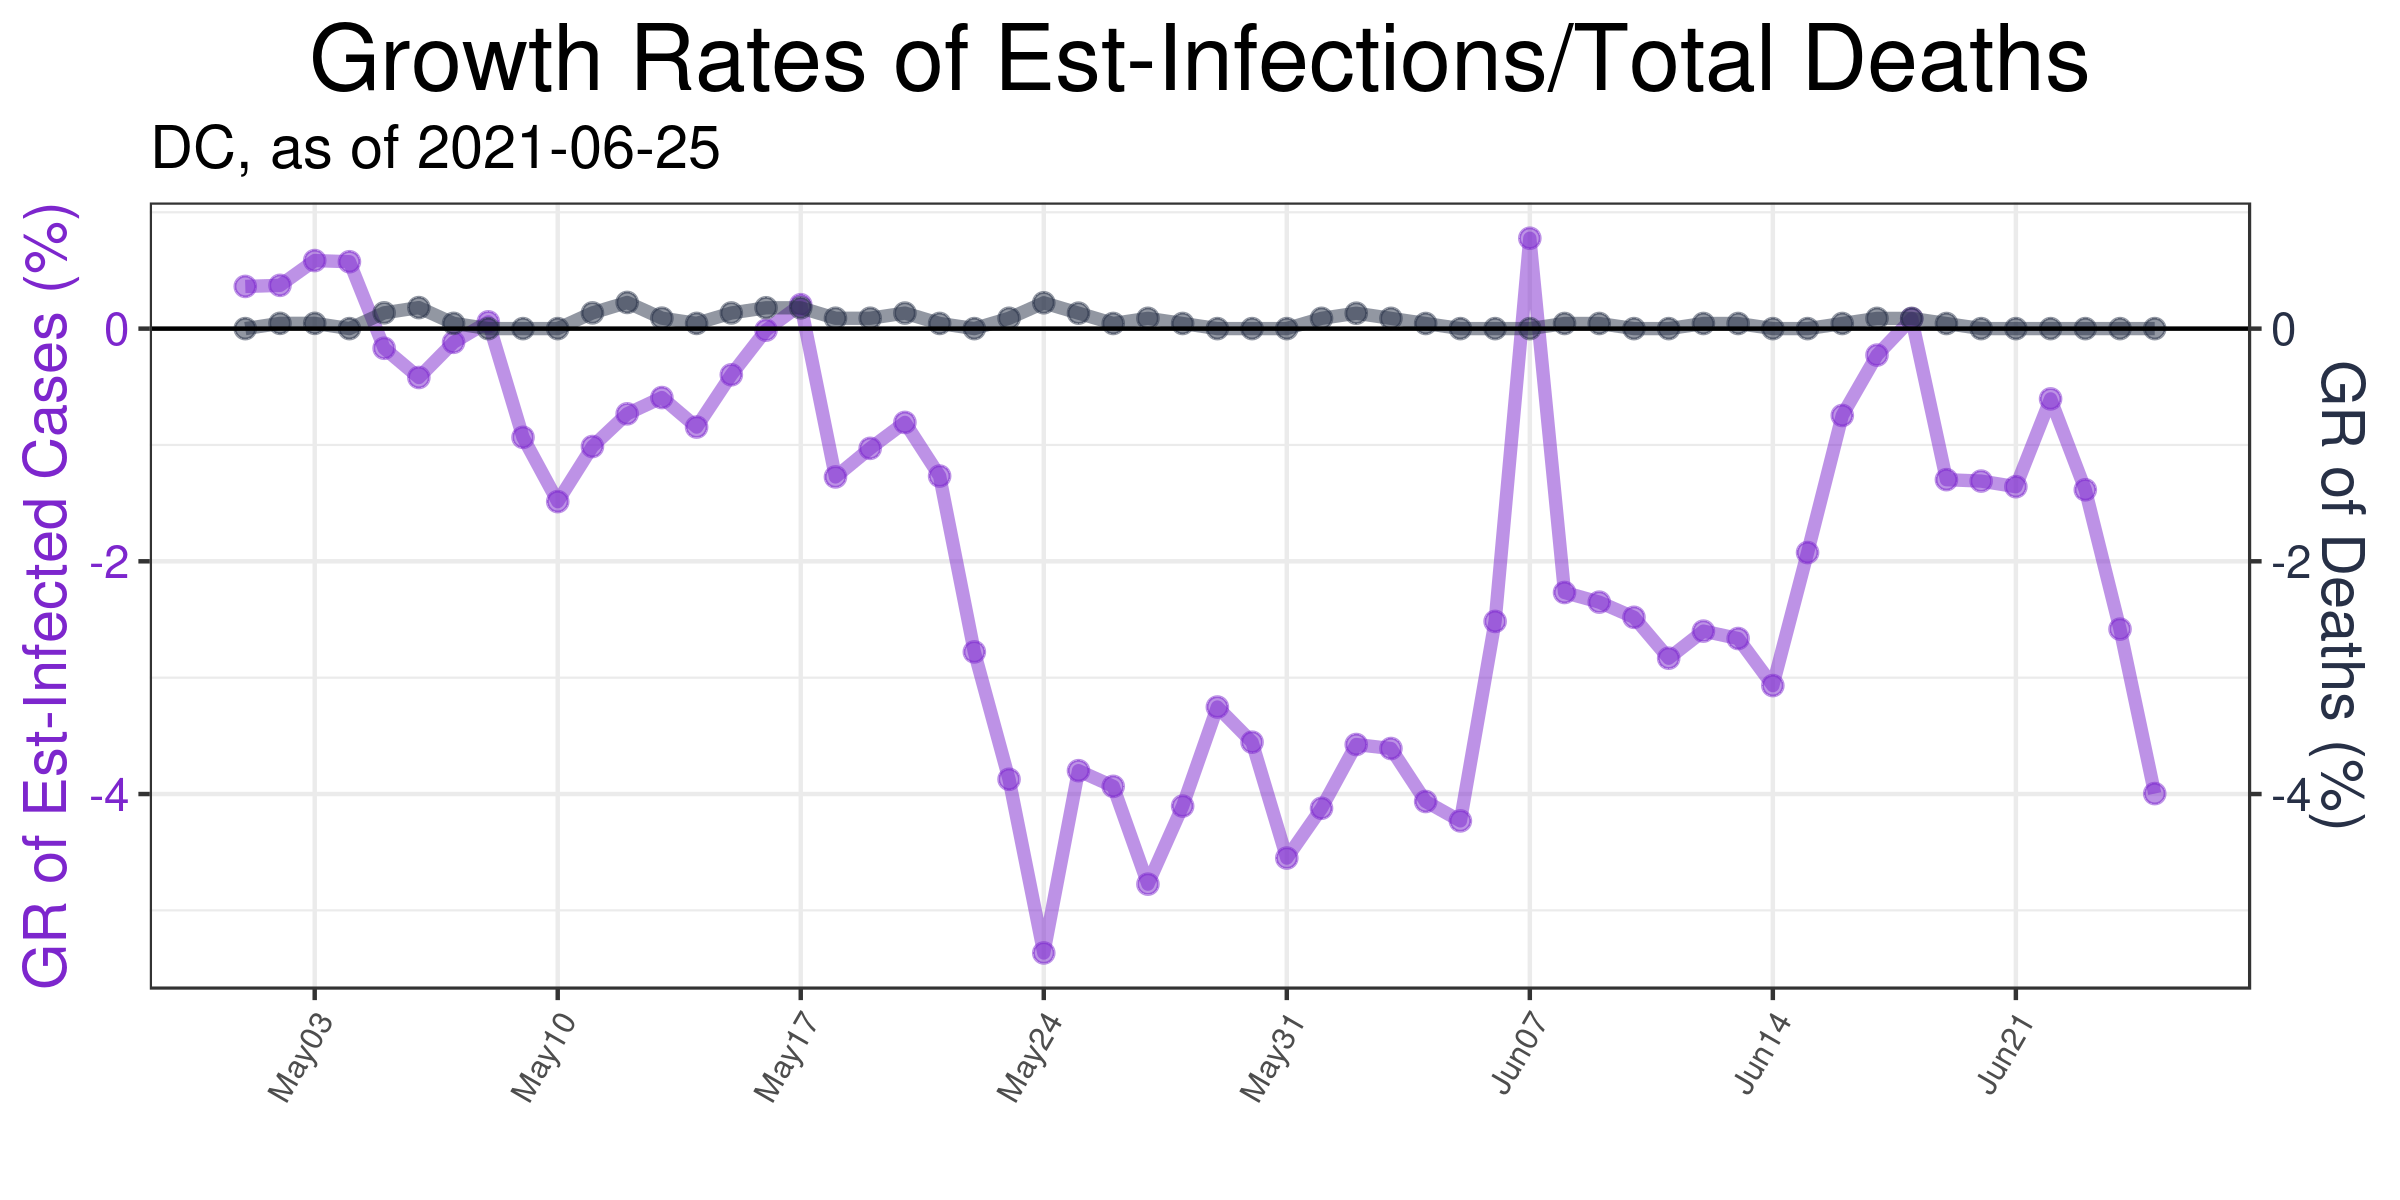 Growth Rates of Est-Infections/Total Deaths
DC, as of 2021-06-25
GR of Est-Infected Cases (%)
0
-2
-4
0
-2
-4
GR of Deaths (%)
May03
May10
May17
May24
May31
Jun07
Jun14
Jun21